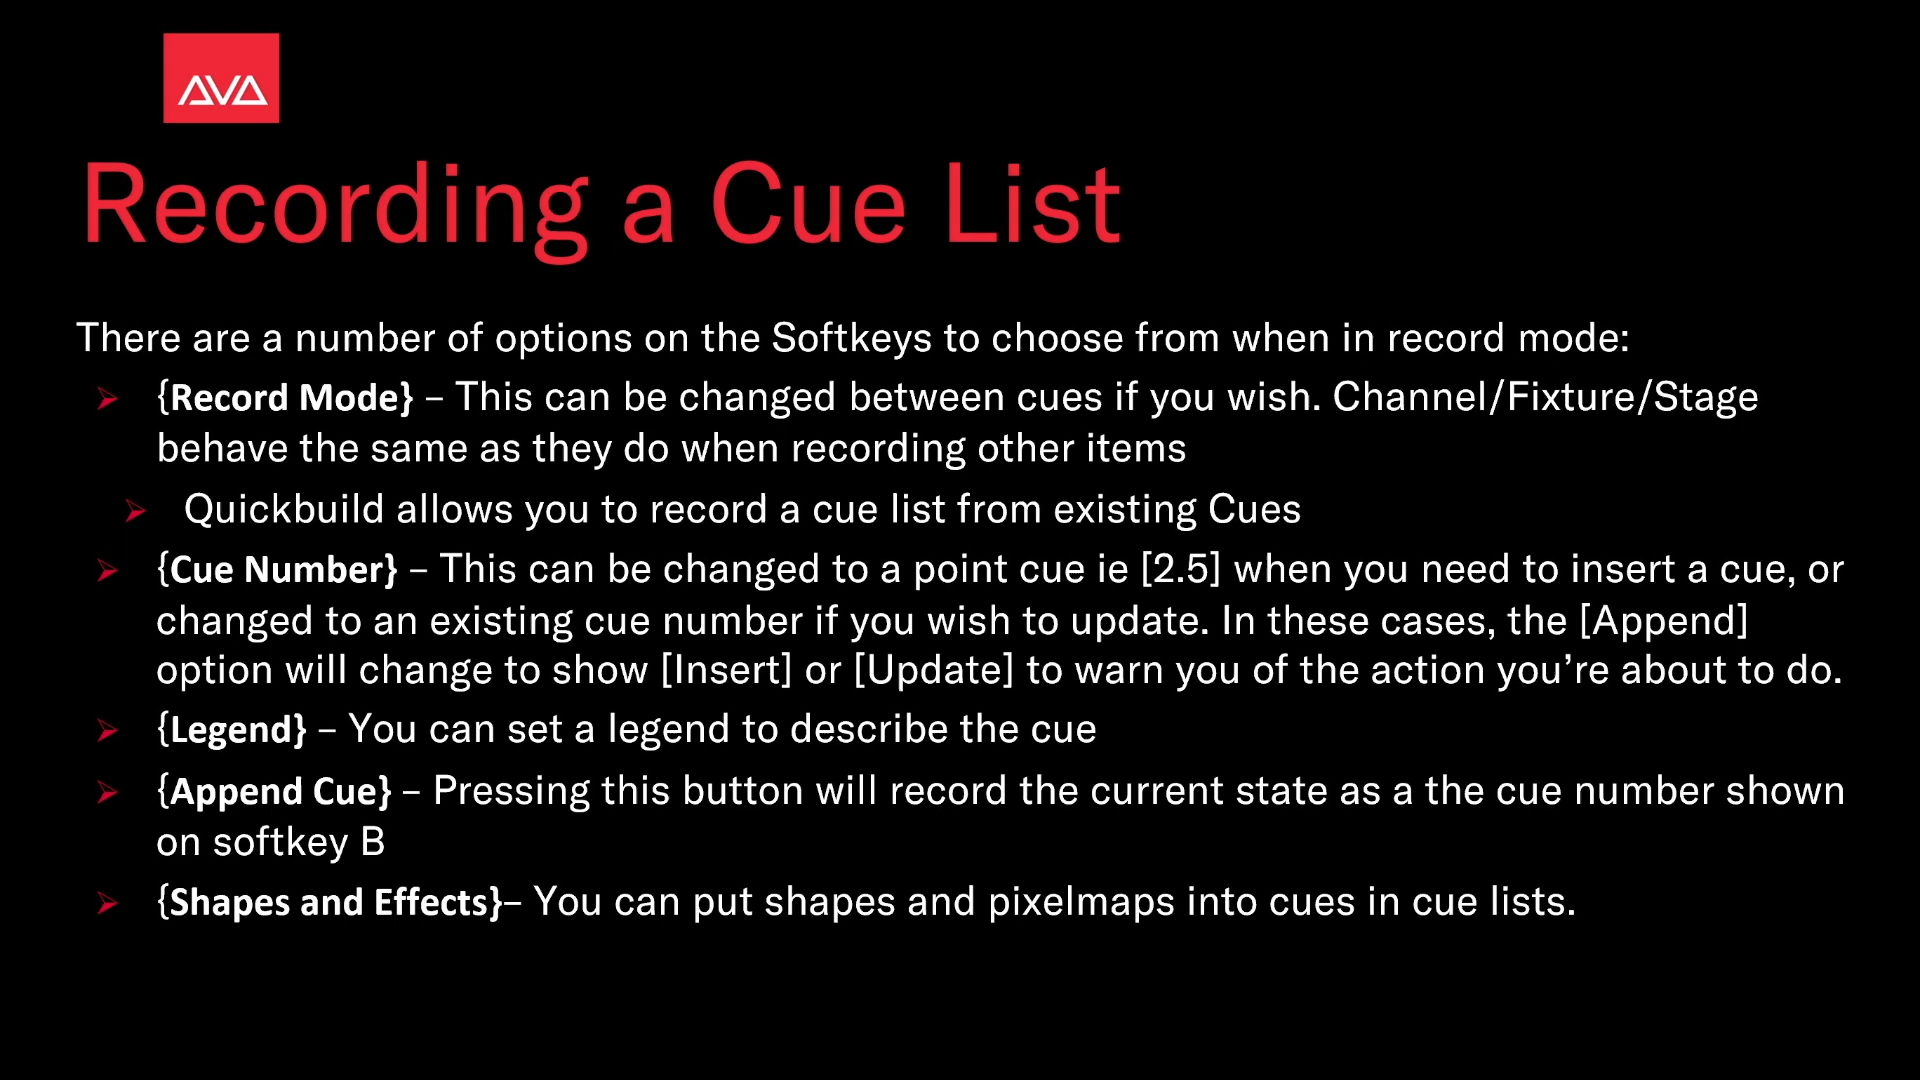 AVA
Recording a Cue List
There are a number of options on the Softkeys to choose from when in record mode:
{Record Mode} – This can be changed between cues if you wish. Channel/Fixture/Stage
behave the same as they do when recording other items
Quickbuild allows you to record a cue list from existing Cues
{Cue Number} – This can be changed to a point cue ie [2.5] when you need to insert a cue, or
changed to an existing cue number if you wish to update. In these cases, the [Append]
option will change to show [Insert] or [Update] to warn you of the action you’re about to do.
{Legend} – You can set a legend to describe the cue
{Append Cue} – Pressing this button will record the current state as a the cue number shown
on softkey B
{Shapes and Effects}– You can put shapes and pixelmaps into cues in cue lists.